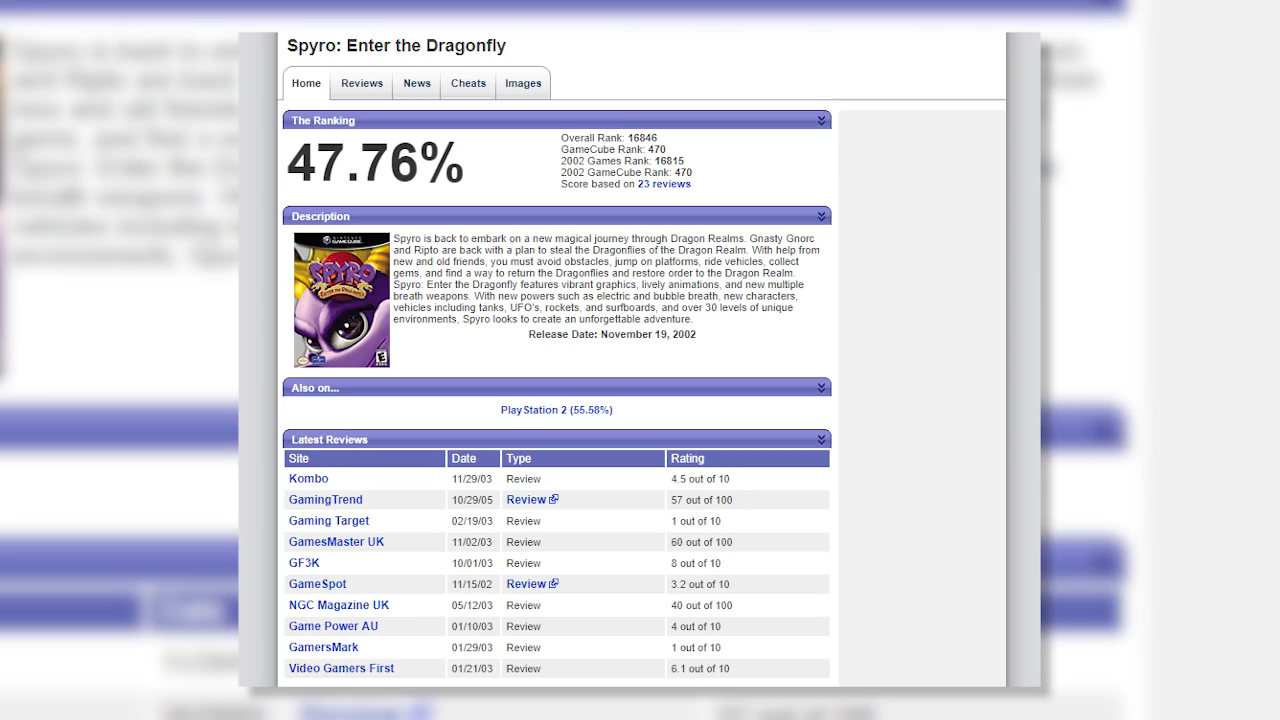 Spyro: Enter the Dragonfly
Home Reviews News Cheats Images
The Ranking
47.76%
Overall Rank: 16846
GameCube Rank: 470
2002 Games Rank: 16815
2002 GameCube Rank: 470
Score based on 23 reviews
Description
NINTENDO GAMECUBE
SPYRO
ENTER THE DRAGONFLY
E
Spyro is back to embark on a new magical journey through Dragon Realms. Gnasty Gnorc
and Ripto are back with a plan to steal the Dragonflies of the Dragon Realm. With help from
new and old friends, you must avoid obstacles, jump on platforms, ride vehicles, collect
gems, and find a way to return the Dragonflies and restore order to the Dragon Realm.
Spyro: Enter the Dragonfly features vibrant graphics, lively animations, and new multiple
breath weapons. With new powers such as electric and bubble breath, new characters,
vehicles including tanks, UFO's, rockets, and surfboards, and over 30 levels of unique
environments, Spyro looks to create an unforgettable adventure.
Release Date: November 19, 2002
Also on...
PlayStation 2 (55.58%)
Latest Reviews
Site Date Type Rating
Kombo 11/29/03 Review 4.5 out of 10
GamingTrend 10/29/05 Review 57 out of 100
Gaming Target 02/19/03 Review 1 out of 10
GamesMaster UK 11/02/03 Review 60 out of 100
GF3K 10/01/03 Review 8 out of 10
GameSpot 11/15/02 Review 3.2 out of 10
NGC Magazine UK 05/12/03 Review 40 out of 100
Game Power AU 01/10/03 Review 4 out of 10
GamersMark 01/29/03 Review 1 out of 10
Video Gamers First 01/21/03 Review 6.1 out of 10